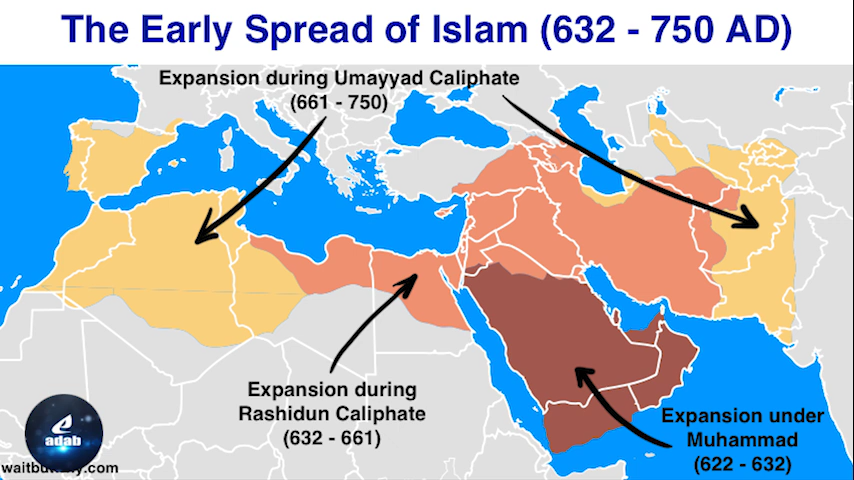 The Early Spread of Islam (632 - 750 AD)
Expansion during Umayyad Caliphate
(661 - 750)
Expansion during
Rashidun Caliphate
(632 - 661)
Expansion under
Muhammad
(622 - 632)
adab